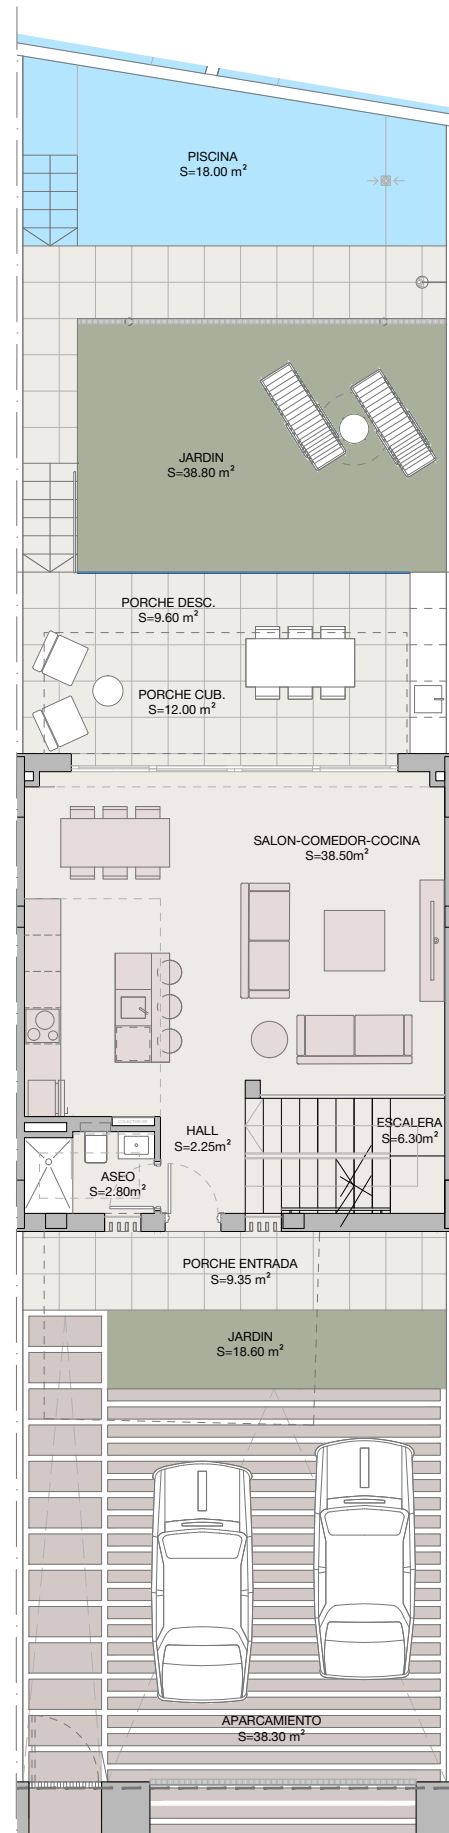 PISCINA
S=18.00 m²
JARDIN
S=38.80 m²
PORCHE DESC.
S=9.60 m²
PORCHE CUB.
S=12.00 m²
SALON-COMEDOR-COCINA
S=38.50m²
HALL
S=2.25m²
ESCALERA
S=6.30m²
ASEO
S=2.80m²
PORCHE ENTRADA
S=9.35 m²
JARDIN
S=18.60 m²
APARCAMIENTO
S=38.30 m²